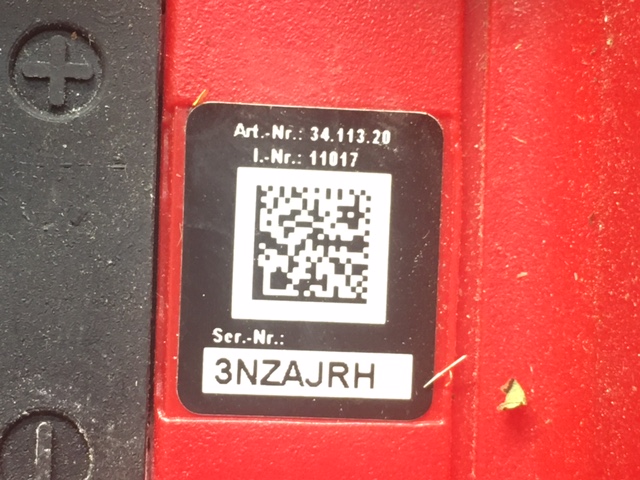 Art.-Nr.: 34.113.20
I.-Nr.: 11017
Ser.-Nr.:
3NZAJRH